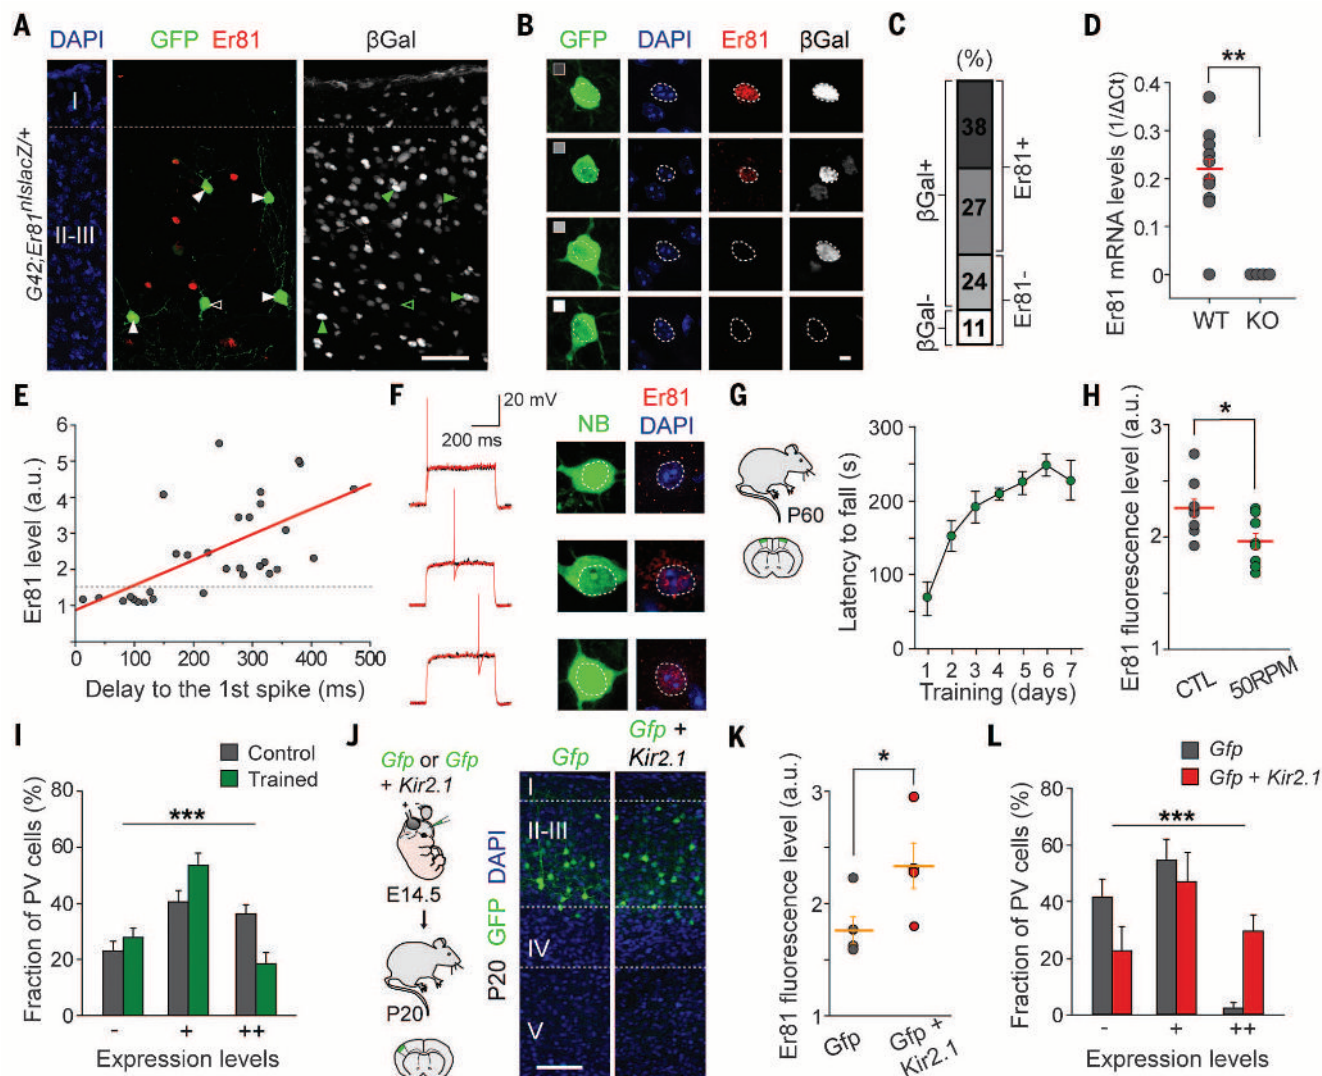 A
DAPI
GFP Er81
βGal
G42;Er81nlslacZ/+
I
II-III
B
GFP
DAPI
Er81
βGal
C
(%)
38
27
24
11
βGal+
βGal-
Er81+
Er81-
D
**
Er81 mRNA levels (1/ΔCt)
0.4
0.3
0.2
0.1
0
WT
KO
E
Er81 level (a.u.)
6
5
4
3
2
1
0
100
200
300
400
500
Delay to the 1st spike (ms)
F
20 mV
200 ms
NB
Er81
DAPI
G
P60
Latency to fall (s)
300
200
100
0
1 2 3 4 5 6 7
Training (days)
H
*
Er81 fluorescence level (a.u.)
3
2
1
CTL
50RPM
I
Control
Trained
***
Fraction of PV cells (%)
80
60
40
20
0
- + ++
Expression levels
J
Gfp or Gfp
+ Kir2.1
E14.5
P20
P20 GFP DAPI
Gfp
Gfp +
Kir2.1
I
II-III
IV
V
K
*
Er81 fluorescence level (a.u.)
3
2
1
Gfp
Gfp +
Kir2.1
L
Gfp
Gfp + Kir2.1
***
Fraction of PV cells (%)
80
60
40
20
0
- + ++
Expression levels